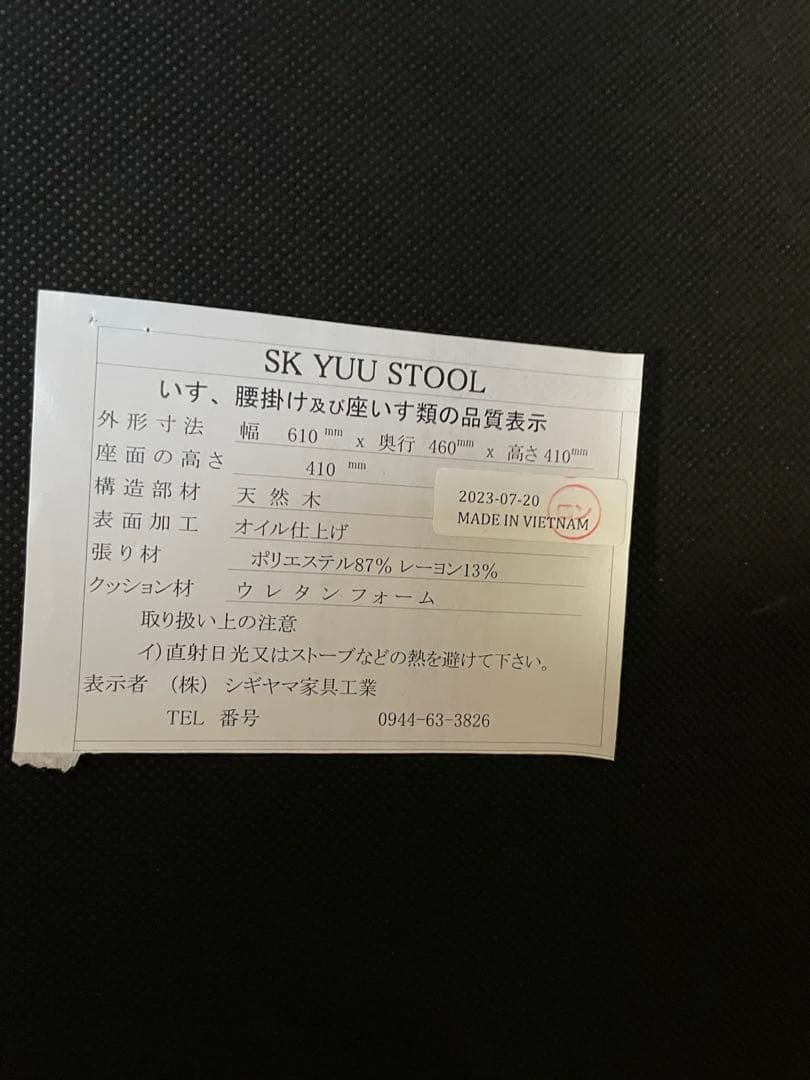 SK YUU STOOL
いす、腰掛け及び座いす類の品質表示
外形寸法 幅 610mm x 奥行 460mm x 高さ410mm
座面の高さ 410 mm
構造部材 天然木
2023-07-20
MADE IN VIETNAM
表面加工 オイル仕上げ
張り材 ポリエステル87% レーヨン13%
クッション材 ウレタンフォーム
取り扱い上の注意
イ)直射日光又はストーブなどの熱を避けて下さい。
表示者 (株) シギヤマ家具工業
TEL 番号 0944-63-3826